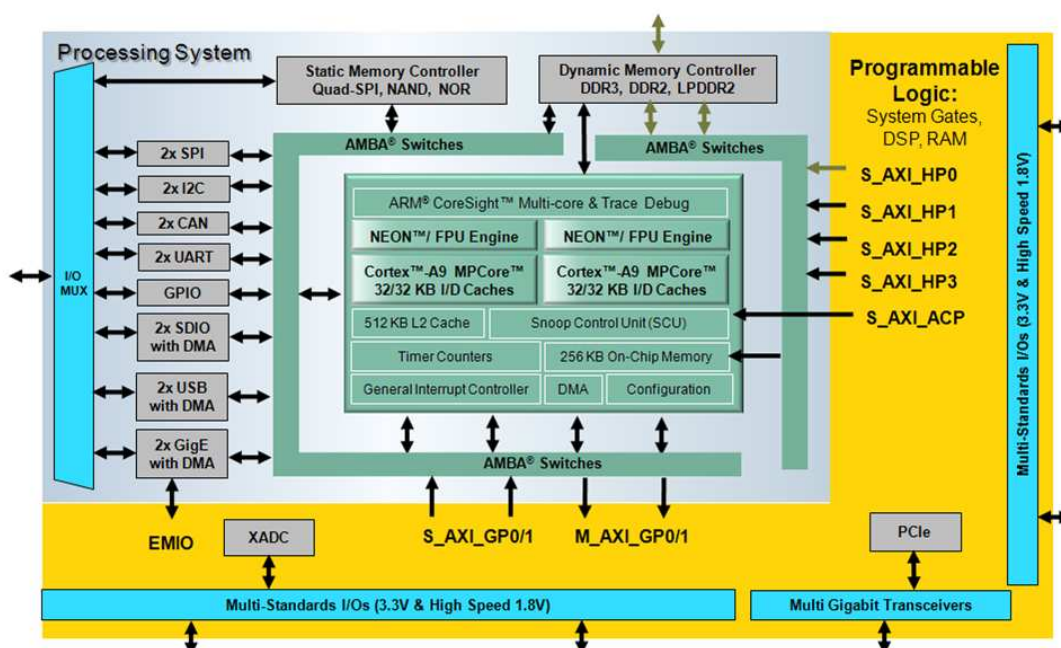 Processing System
Static Memory Controller
Quad-SPI, NAND, NOR
Dynamic Memory Controller
DDR3, DDR2, LPDDR2
Programmable
Logic:
System Gates,
DSP, RAM
AMBA® Switches
AMBA® Switches
I/O
MUX
2x SPI
2x I2C
2x CAN
2x UART
GPIO
2x SDIO
with DMA
2x USB
with DMA
2x GigE
with DMA
ARM® CoreSight™ Multi-core & Trace Debug
NEON™/ FPU Engine
NEON™/ FPU Engine
Cortex™-A9 MPCore™
32/32 KB I/D Caches
Cortex™-A9 MPCore™
32/32 KB I/D Caches
512 KB L2 Cache
Snoop Control Unit (SCU)
Timer Counters
256 KB On-Chip Memory
General Interrupt Controller
DMA
Configuration
S_AXI_HP0
S_AXI_HP1
S_AXI_HP2
S_AXI_HP3
S_AXI_ACP
Multi-Standards I/Os (3.3V & High Speed 1.8V)
AMBA® Switches
EMIO
XADC
S_AXI_GP0/1
M_AXI_GP0/1
PCIe
Multi-Standards I/Os (3.3V & High Speed 1.8V)
Multi Gigabit Transceivers